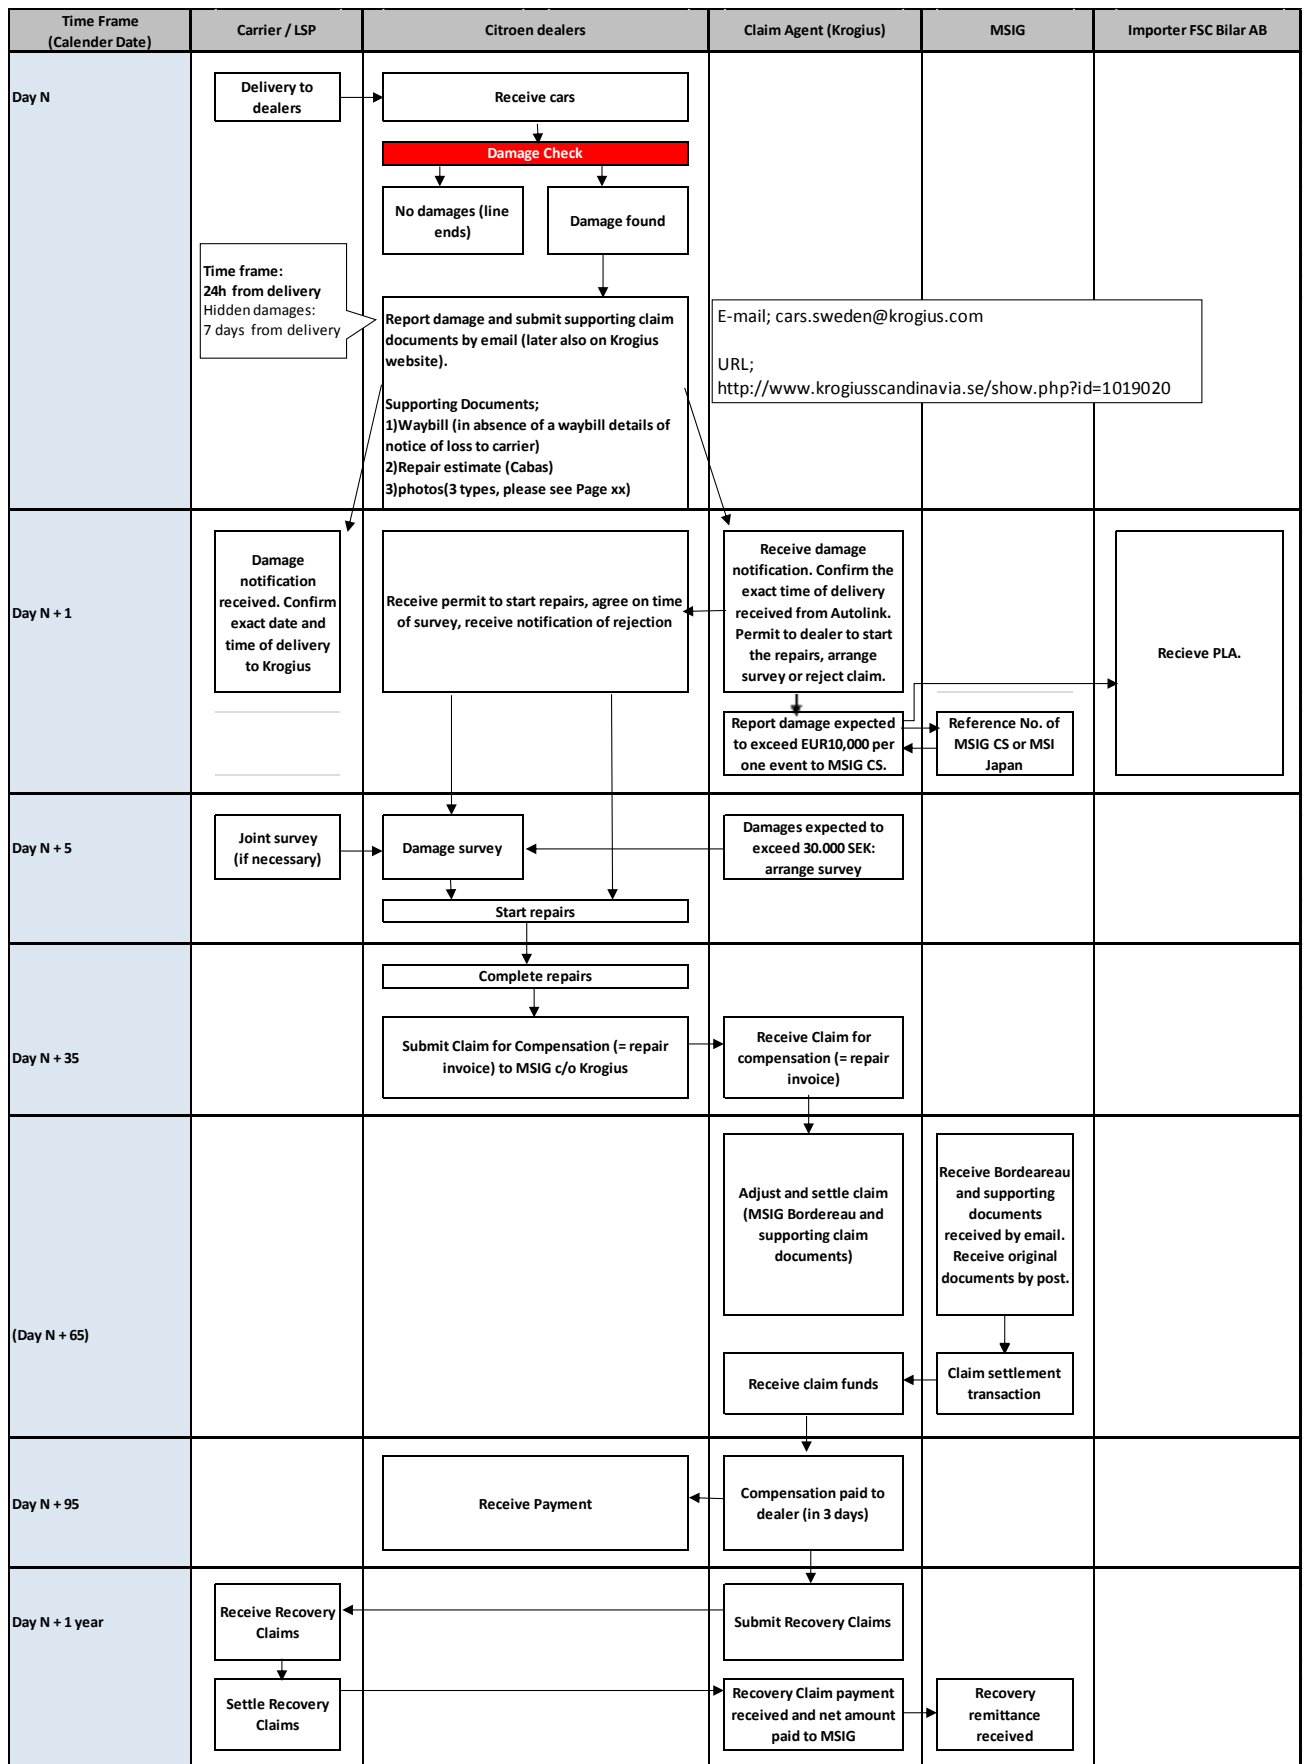 Time Frame
(Calender Date)
Carrier / LSP
Citroen dealers
Claim Agent (Krogius)
MSIG
Importer FSC Bilar AB
Day N
Delivery to
dealers
Receive cars
Damage Check
No damages (line
ends)
Damage found
Time frame:
24h from delivery
Hidden damages:
7 days from delivery
Report damage and submit supporting claim
documents by email (later also on Krogius
website).
Supporting Documents;
1)Waybill (in absence of a waybill details of
notice of loss to carrier)
2)Repair estimate (Cabas)
3)photos(3 types, please see Page xx)
E-mail; cars.sweden@krogius.com
URL;
http://www.krogiusscandinavia.se/show.php?id=1019020
Day N + 1
Damage
notification
received. Confirm
exact date and
time of delivery
to Krogius
Receive permit to start repairs, agree on time
of survey, receive notification of rejection
Receive damage
notification. Confirm the
exact time of delivery
received from Autolink.
Permit to dealer to start
the repairs, arrange
survey or reject claim.
Recieve PLA.
Report damage expected
to exceed EUR10,000 per
one event to MSIG CS.
Reference No. of
MSIG CS or MSI
Japan
Day N + 5
Joint survey
(if necessary)
Damage survey
Damages expected to
exceed 30.000 SEK:
arrange survey
Start repairs
Complete repairs
Day N + 35
Submit Claim for Compensation (= repair
invoice) to MSIG c/o Krogius
Receive Claim for
compensation (= repair
invoice)
Adjust and settle claim
(MSIG Bordereau and
supporting claim
documents)
Receive Bordeareau
and supporting
documents
received by email.
Receive original
documents by post.
(Day N + 65)
Receive claim funds
Claim settlement
transaction
Day N + 95
Receive Payment
Compensation paid to
dealer (in 3 days)
Day N + 1 year
Receive Recovery
Claims
Submit Recovery Claims
Settle Recovery
Claims
Recovery Claim payment
received and net amount
paid to MSIG
Recovery
remittance
received